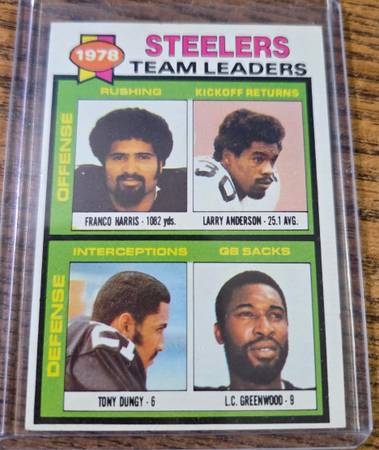 1978
STEELERS
TEAM LEADERS
OFFENSE
RUSHING
KICKOFF RETURNS
FRANCO HARRIS - 1082 yds.
LARRY ANDERSON - 25.1 AVG.
DEFENSE
INTERCEPTIONS
GB SACKS
TONY DUNGY - 6
L.C. GREENWOOD - 9